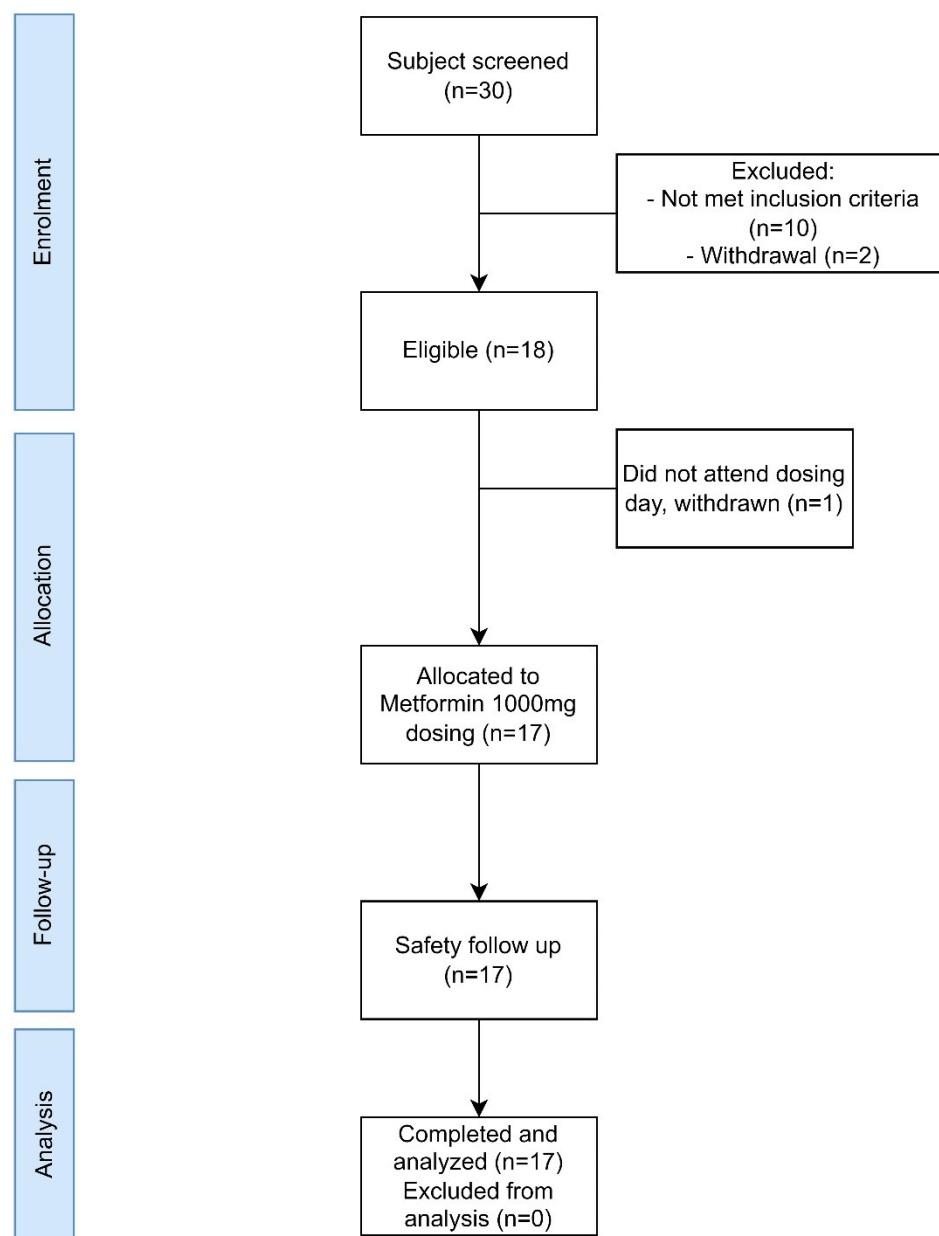 Enrolment
Subject screened
(n=30)
Excluded:
- Not met inclusion criteria
(n=10)
- Withdrawal (n=2)
Eligible (n=18)
Allocation
Did not attend dosing
day, withdrawn (n=1)
Allocated to
Metformin 1000mg
dosing (n=17)
Follow-up
Safety follow up
(n=17)
Analysis
Completed and
analyzed (n=17)
Excluded from
analysis (n=0)